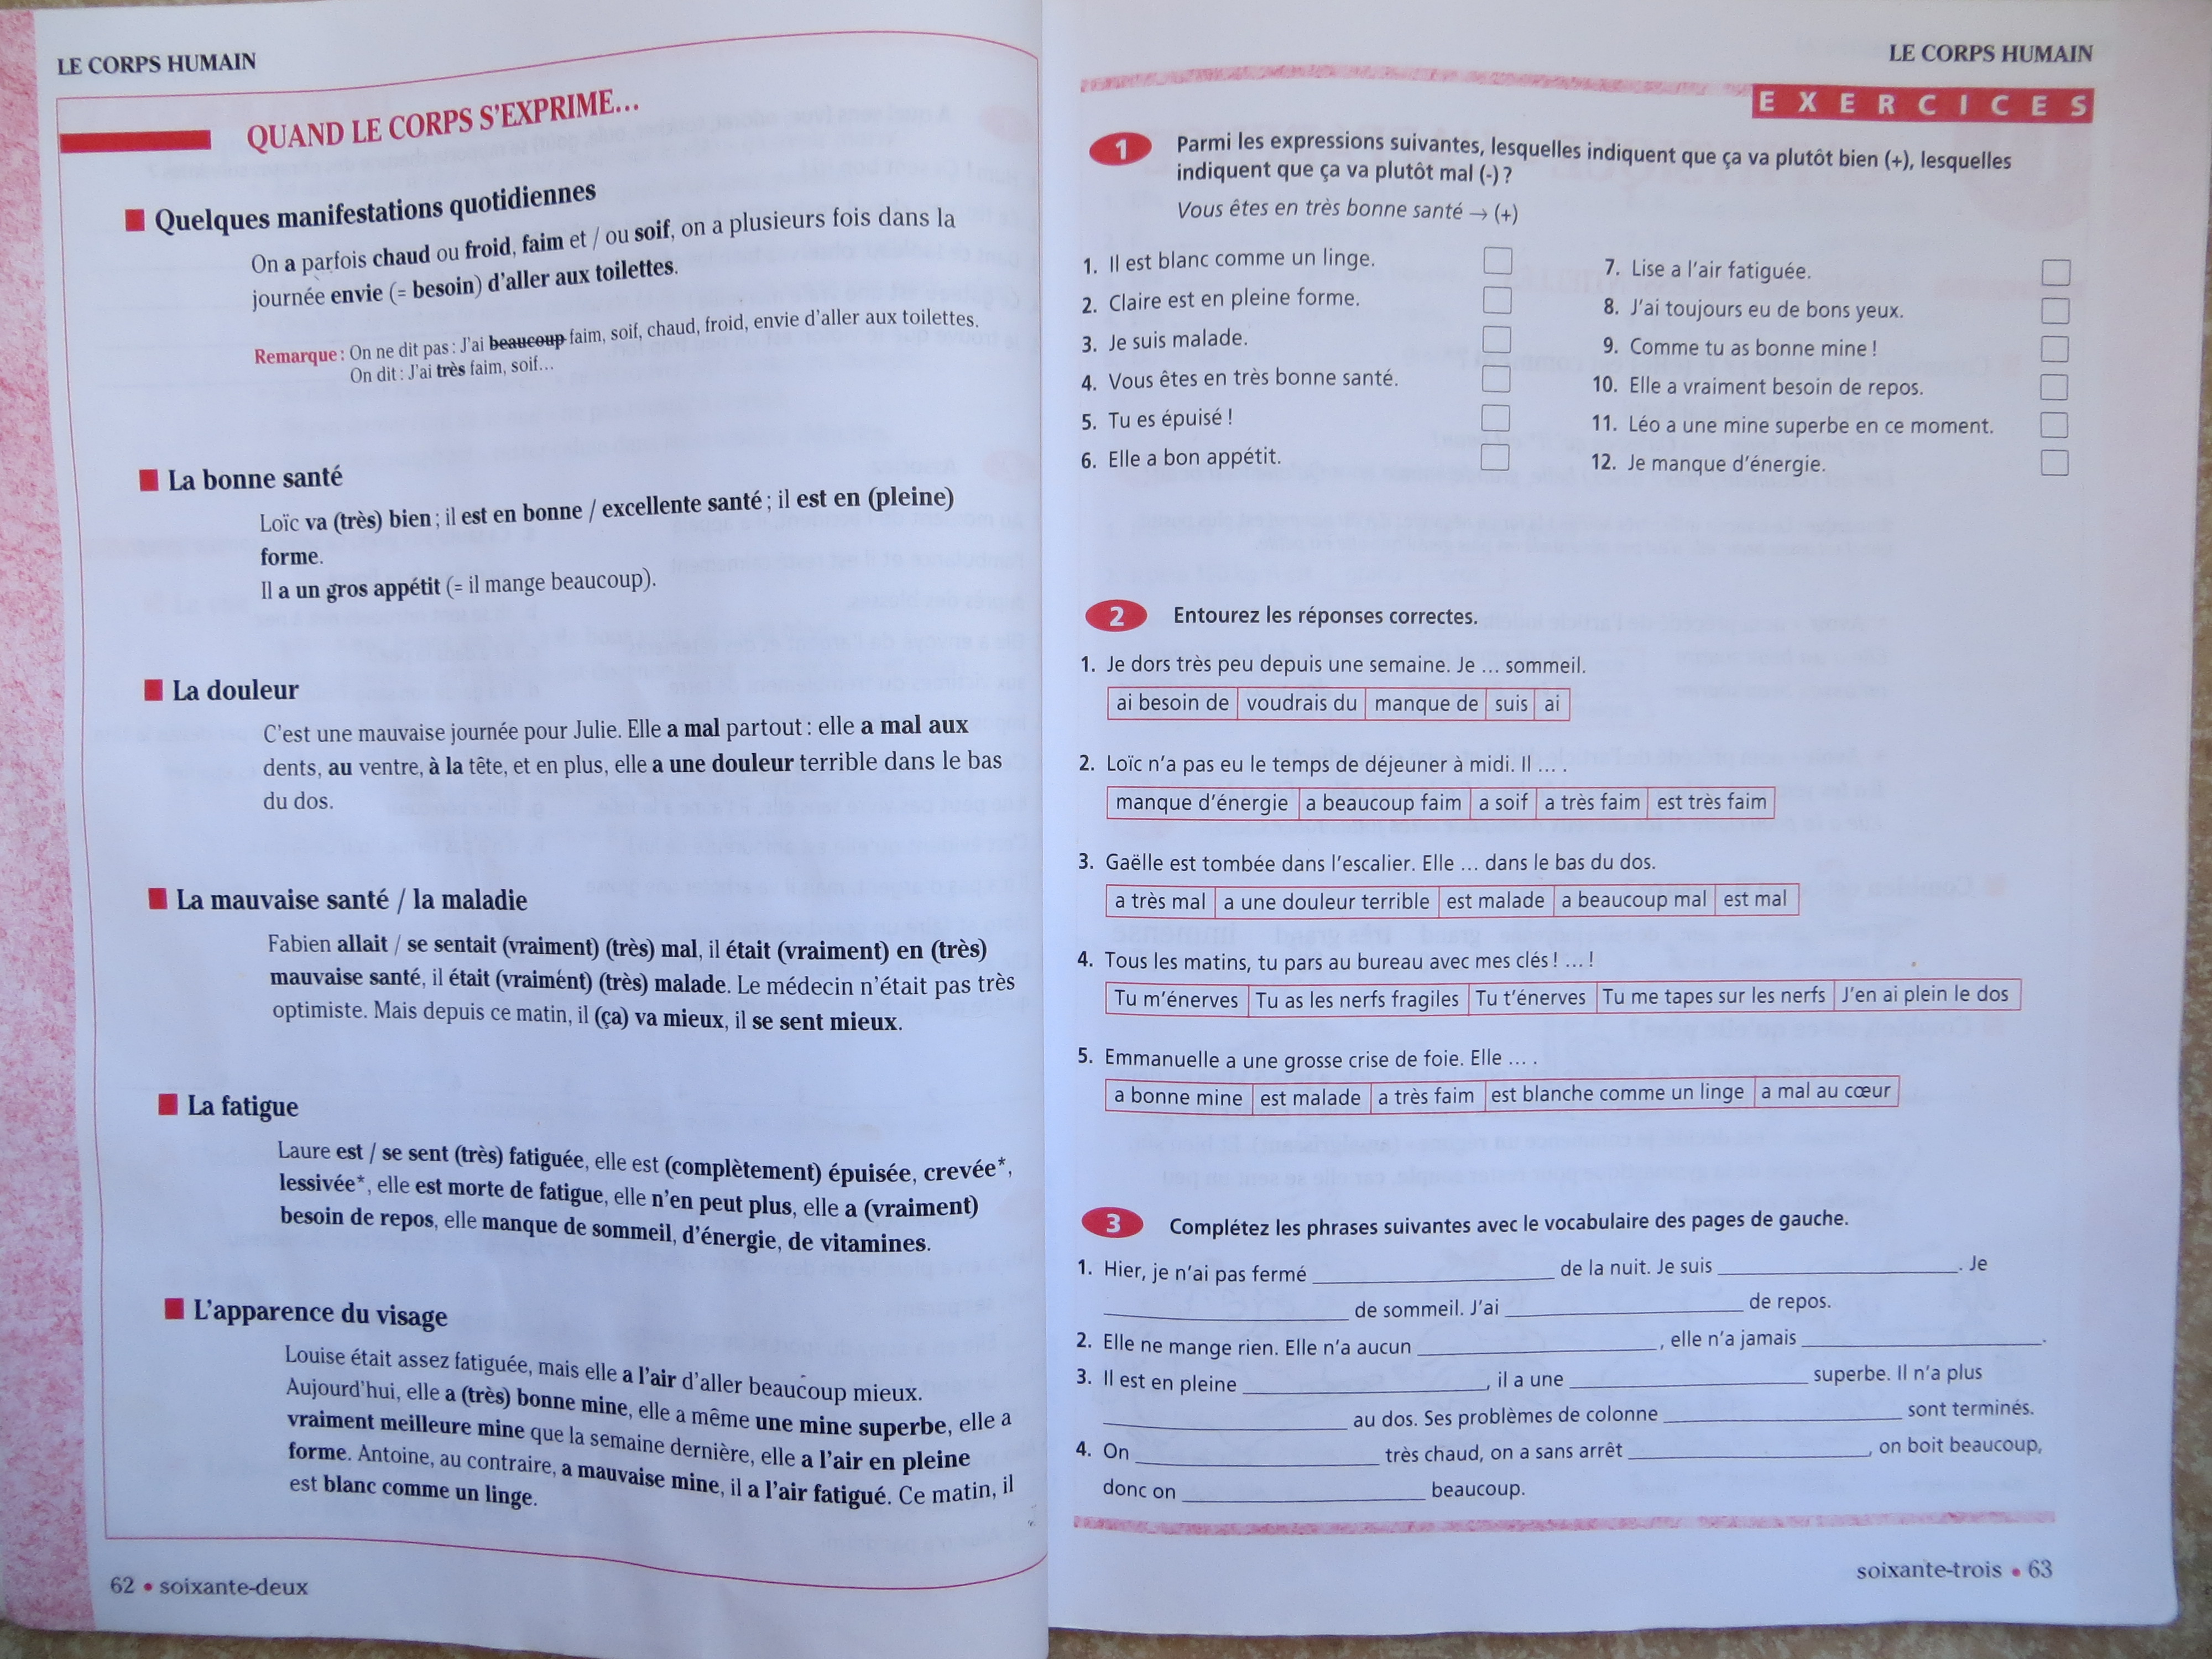 LE CORPS HUMAIN
QUAND LE CORPS S'EXPRIME...
Quelques manifestations quotidiennes
On a parfois chaud ou froid, faim et / ou soif, on a plusieurs fois dans la
journée envie (= besoin) d'aller aux toilettes.
Remarque : On ne dit pas : J'ai beaucoup faim, soif, chaud, froid, envie d'aller aux toilettes.
On dit : J'ai très faim, soif...
La bonne santé
Loïc va (très) bien ; il est en bonne / excellente santé ; il est en (pleine)
forme.
Il a un gros appétit (= il mange beaucoup).
La douleur
C'est une mauvaise journée pour Julie. Elle a mal partout : elle a mal aux
dents, au ventre, à la tête, et en plus, elle a une douleur terrible dans le bas
du dos.
La mauvaise santé / la maladie
Fabien allait / se sentait (vraiment) (très) mal, il était (vraiment) en (très)
mauvaise santé, il était (vraiment) (très) malade. Le médecin n'était pas très
optimiste. Mais depuis ce matin, il (ça) va mieux, il se sent mieux.
La fatigue
Laure est / se sent (très) fatiguée, elle est (complètement) épuisée, crevée*,
lessivée*, elle est morte de fatigue, elle n'en peut plus, elle a (vraiment)
besoin de repos, elle manque de sommeil, d'énergie, de vitamines.
L'apparence du visage
Louise était assez fatiguée, mais elle a l'air d'aller beaucoup mieux.
Aujourd'hui, elle a (très) bonne mine, elle a même une mine superbe, elle a
vraiment meilleure mine que la semaine dernière, elle a l'air en pleine
forme. Antoine, au contraire, a mauvaise mine, il a l'air fatigué. Ce matin, il
est blanc comme un linge.
62 • soixante-deux
LE CORPS HUMAIN
EXERCICES
1 Parmi les expressions suivantes, lesquelles indiquent que ça va plutôt bien (+), lesquelles
indiquent que ça va plutôt mal (-) ?
Vous êtes en très bonne santé → (+)
1. Il est blanc comme un linge.
2. Claire est en pleine forme.
3. Je suis malade.
4. Vous êtes en très bonne santé.
5. Tu es épuisé !
6. Elle a bon appétit.
7. Lise a l'air fatiguée.
8. J'ai toujours eu de bons yeux.
9. Comme tu as bonne mine !
10. Elle a vraiment besoin de repos.
11. Léo a une mine superbe en ce moment.
12. Je manque d'énergie.
2 Entourez les réponses correctes.
1. Je dors très peu depuis une semaine. Je ... sommeil.
ai besoin de | voudrais du | manque de | suis | ai
2. Loïc n'a pas eu le temps de déjeuner à midi. Il ... .
manque d'énergie | a beaucoup faim | a soif | a très faim | est très faim
3. Gaëlle est tombée dans l'escalier. Elle ... dans le bas du dos.
a très mal | a une douleur terrible | est malade | a beaucoup mal | est mal
4. Tous les matins, tu pars au bureau avec mes clés ! ... !
Tu m'énerves | Tu as les nerfs fragiles | Tu t'énerves | Tu me tapes sur les nerfs | J'en ai plein le dos
5. Emmanuelle a une grosse crise de foie. Elle ... .
a bonne mine | est malade | a très faim | est blanche comme un linge | a mal au cœur
3 Complétez les phrases suivantes avec le vocabulaire des pages de gauche.
1. Hier, je n'ai pas fermé ____ de la nuit. Je suis ____. Je
____ de sommeil. J'ai ____ de repos.
2. Elle ne mange rien. Elle n'a aucun ____, elle n'a jamais ____.
3. Il est en pleine ____, il a une ____ superbe. Il n'a plus
____ au dos. Ses problèmes de colonne ____ sont terminés.
4. On ____ très chaud, on a sans arrêt ____, on boit beaucoup,
donc on ____ beaucoup.
soixante-trois • 63